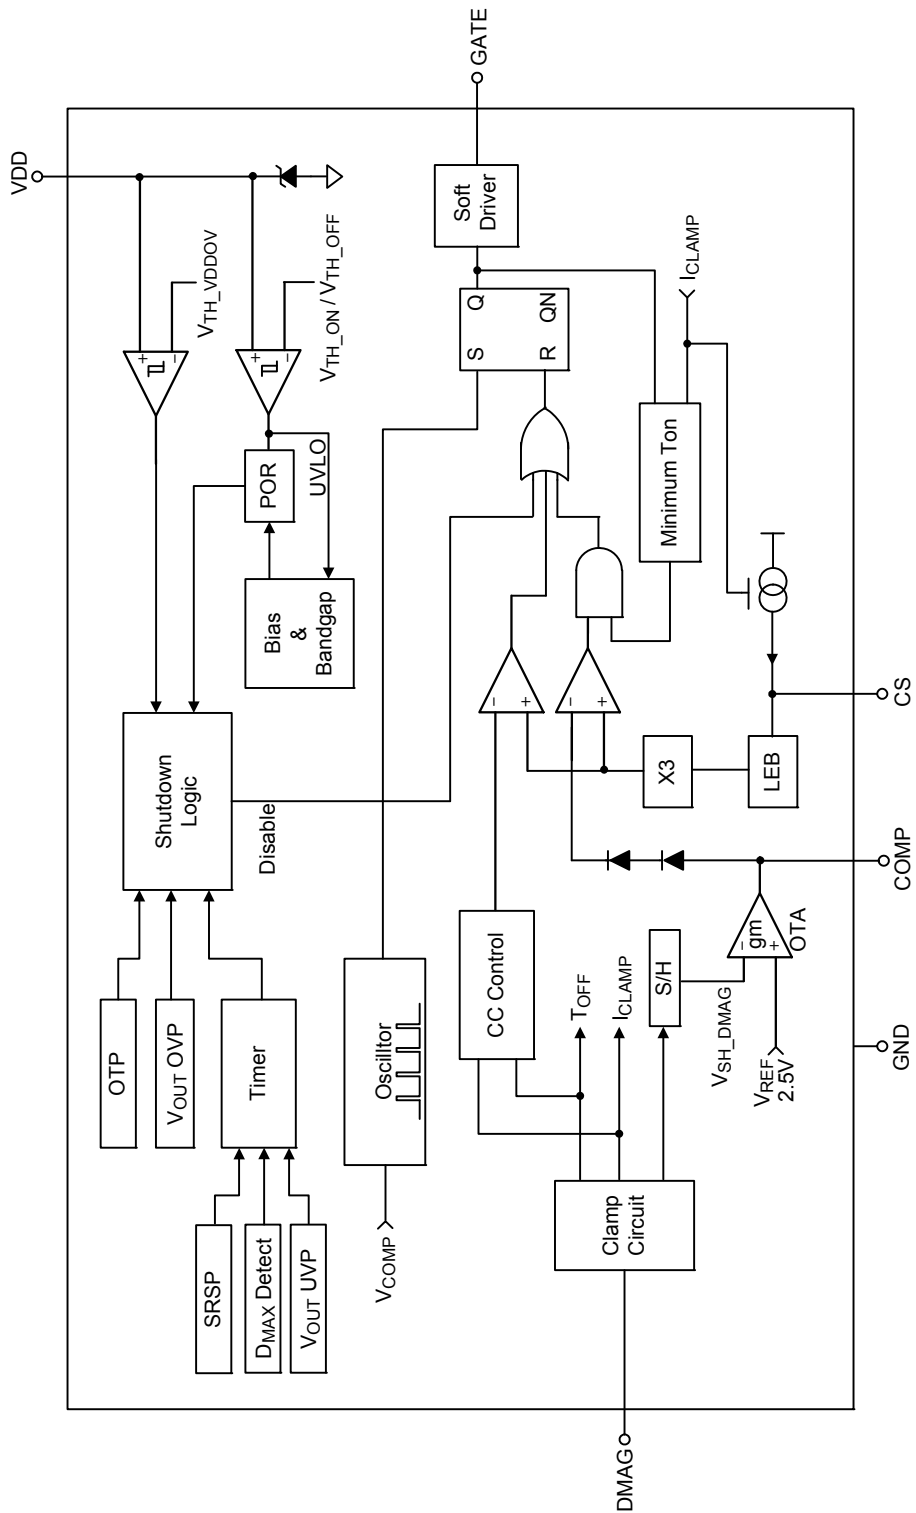 VDD
VTH_VDDOV
+
−
VTH_ON / VTH_OFF
+
−
POR
UVLO
Bias
&
Bandgap
Shutdown
Logic
Disable
OTP
VOUT OVP
Timer
SRSP
DMAX Detect
VOUT UVP
Oscilltor
VCOMP
GATE
Soft
Driver
S
Q
R
QN
ICLAMP
Minimum Ton
−
+
−
+
X3
LEB
CS
CC Control
TOFF
ICLAMP
S/H
Clamp
Circuit
DMAG
VSH_DMAG
−
+
gm
OTA
VREF
2.5V
COMP
GND